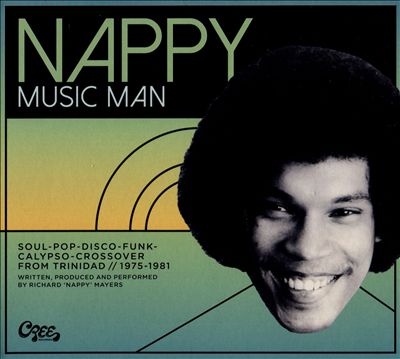 NAPPY
MUSIC MAN
SOUL-POP-DISCO-FUNK-
CALYPSO-CROSSOVER
FROM TRINIDAD // 1975-1981
WRITTEN, PRODUCED AND PERFORMED
BY RICHARD 'NAPPY' MAYERS
Cree